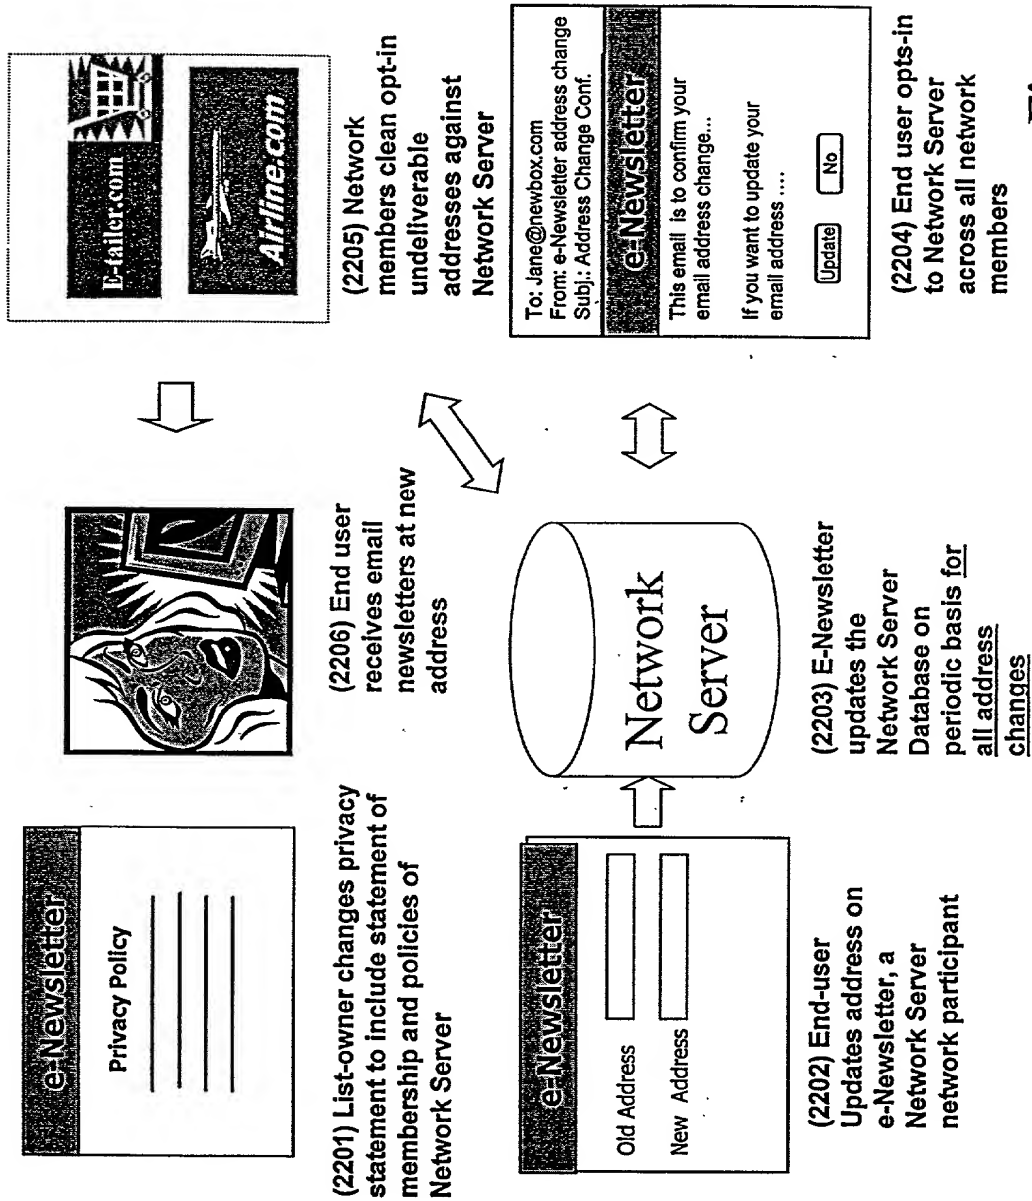 e-Newsletter
Privacy Policy
(2201) List-owner changes privacy
statement to include statement of
membership and policies of
Network Server
e-Newsletter
Old Address
New Address
(2202) End-user
Updates address on
e-Newsletter, a
Network Server
network participant
Network
Server
(2203) E-Newsletter
updates the
Network Server
Database on
periodic basis for
all address
changes
To: Jane@newbox.com
From: e-Newsletter address change
Subj.: Address Change Conf.
e-Newsletter
This email is to confirm your
email address change...
If you want to update your
email address .....
Update
No
(2204) End user opts-in
to Network Server
across all network
members
E-tailer.com
Airline.com
(2205) Network
members clean opt-in
undeliverable
addresses against
Network Server
(2206) End user
receives email
newsletters at new
address